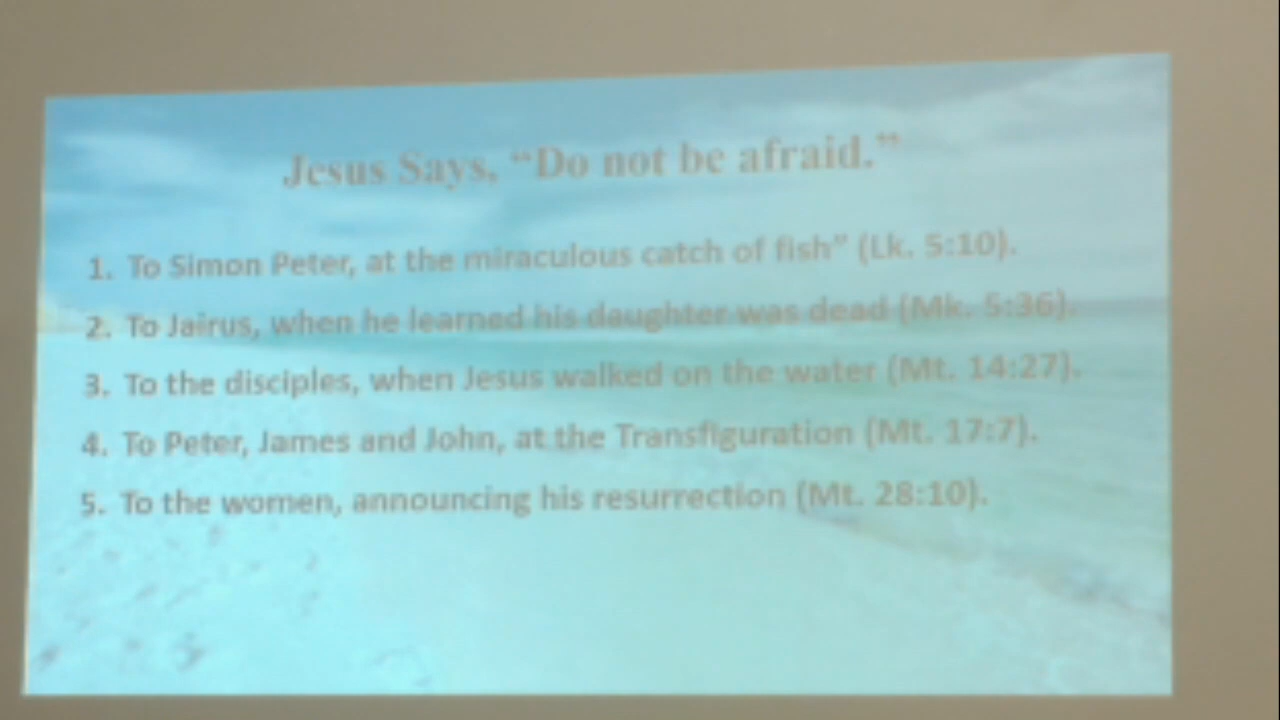 Jesus Says, “Do not be afraid.”
1. To Simon Peter, at the miraculous catch of fish” (Lk. 5:10).
2. To Jairus, when he learned his daughter was dead (Mk. 5:36).
3. To the disciples, when Jesus walked on the water (Mt. 14:27).
4. To Peter, James and John, at the Transfiguration (Mt. 17:7).
5. To the women, announcing his resurrection (Mt. 28:10).